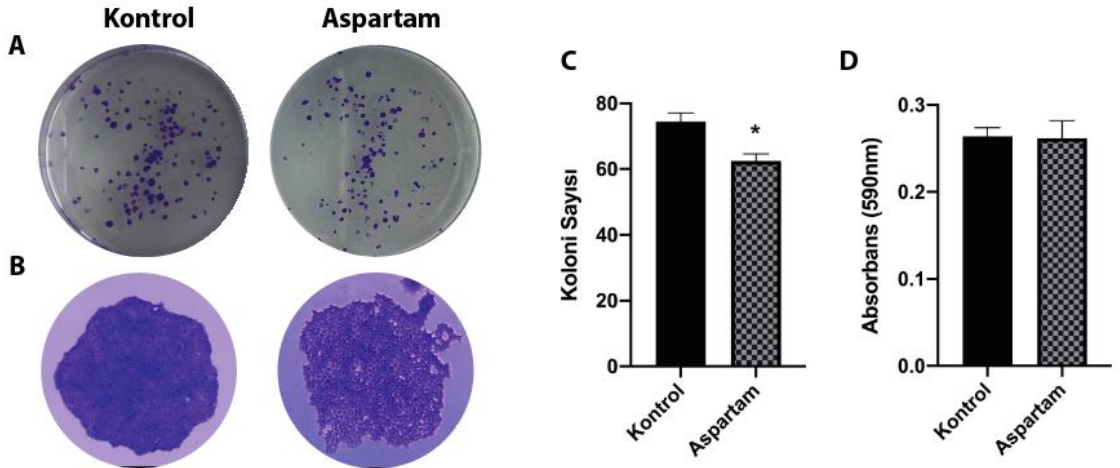 Kontrol
Aspartam
A
B
C
Koloni Sayısı
80
60
40
20
0
*
Kontrol
Aspartam
D
Absorbans (590nm)
0.3
0.2
0.1
0.0
Kontrol
Aspartam